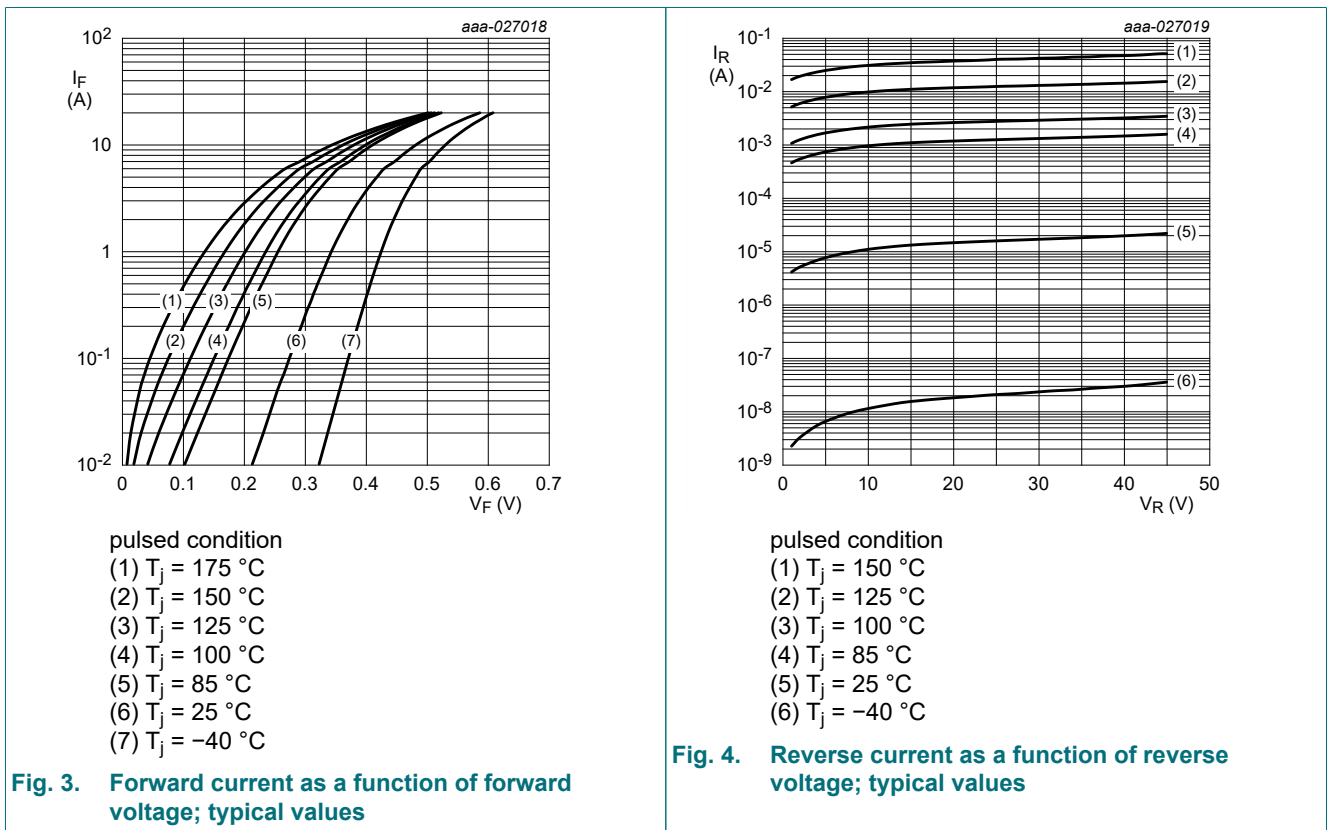 aaa-027018
10²
I_F
(A)
10
1
10⁻¹
10⁻²
(1)
(3)
(5)
(2)
(4)
(6)
(7)
0
0.1
0.2
0.3
0.4
0.5
0.6
0.7
V_F (V)
pulsed condition
(1) T_j = 175 °C
(2) T_j = 150 °C
(3) T_j = 125 °C
(4) T_j = 100 °C
(5) T_j = 85 °C
(6) T_j = 25 °C
(7) T_j = −40 °C
Fig. 3. Forward current as a function of forward
voltage; typical values
aaa-027019
10⁻¹
I_R
(A)
10⁻²
10⁻³
10⁻⁴
10⁻⁵
10⁻⁶
10⁻⁷
10⁻⁸
10⁻⁹
(1)
(2)
(3)
(4)
(5)
(6)
0
10
20
30
40
50
V_R (V)
pulsed condition
(1) T_j = 150 °C
(2) T_j = 125 °C
(3) T_j = 100 °C
(4) T_j = 85 °C
(5) T_j = 25 °C
(6) T_j = −40 °C
Fig. 4. Reverse current as a function of reverse
voltage; typical values